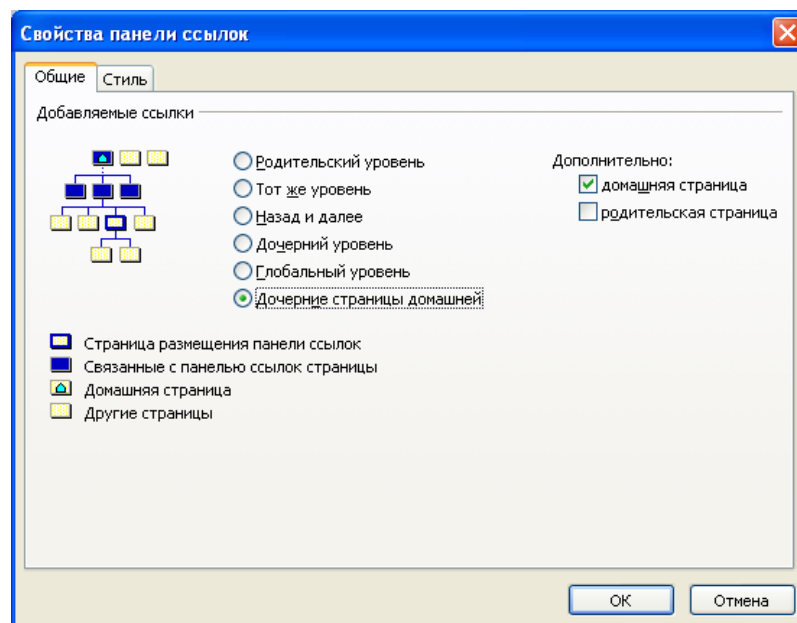 Свойства панели ссылок
Общие
Стиль
Добавляемые ссылки
Родительский уровень
Тот же уровень
Назад и далее
Дочерний уровень
Глобальный уровень
Дочерние страницы домашней
Дополнительно:
домашняя страница
родительская страница
Страница размещения панели ссылок
Связанные с панелью ссылок страницы
Домашняя страница
Другие страницы
ОК
Отмена